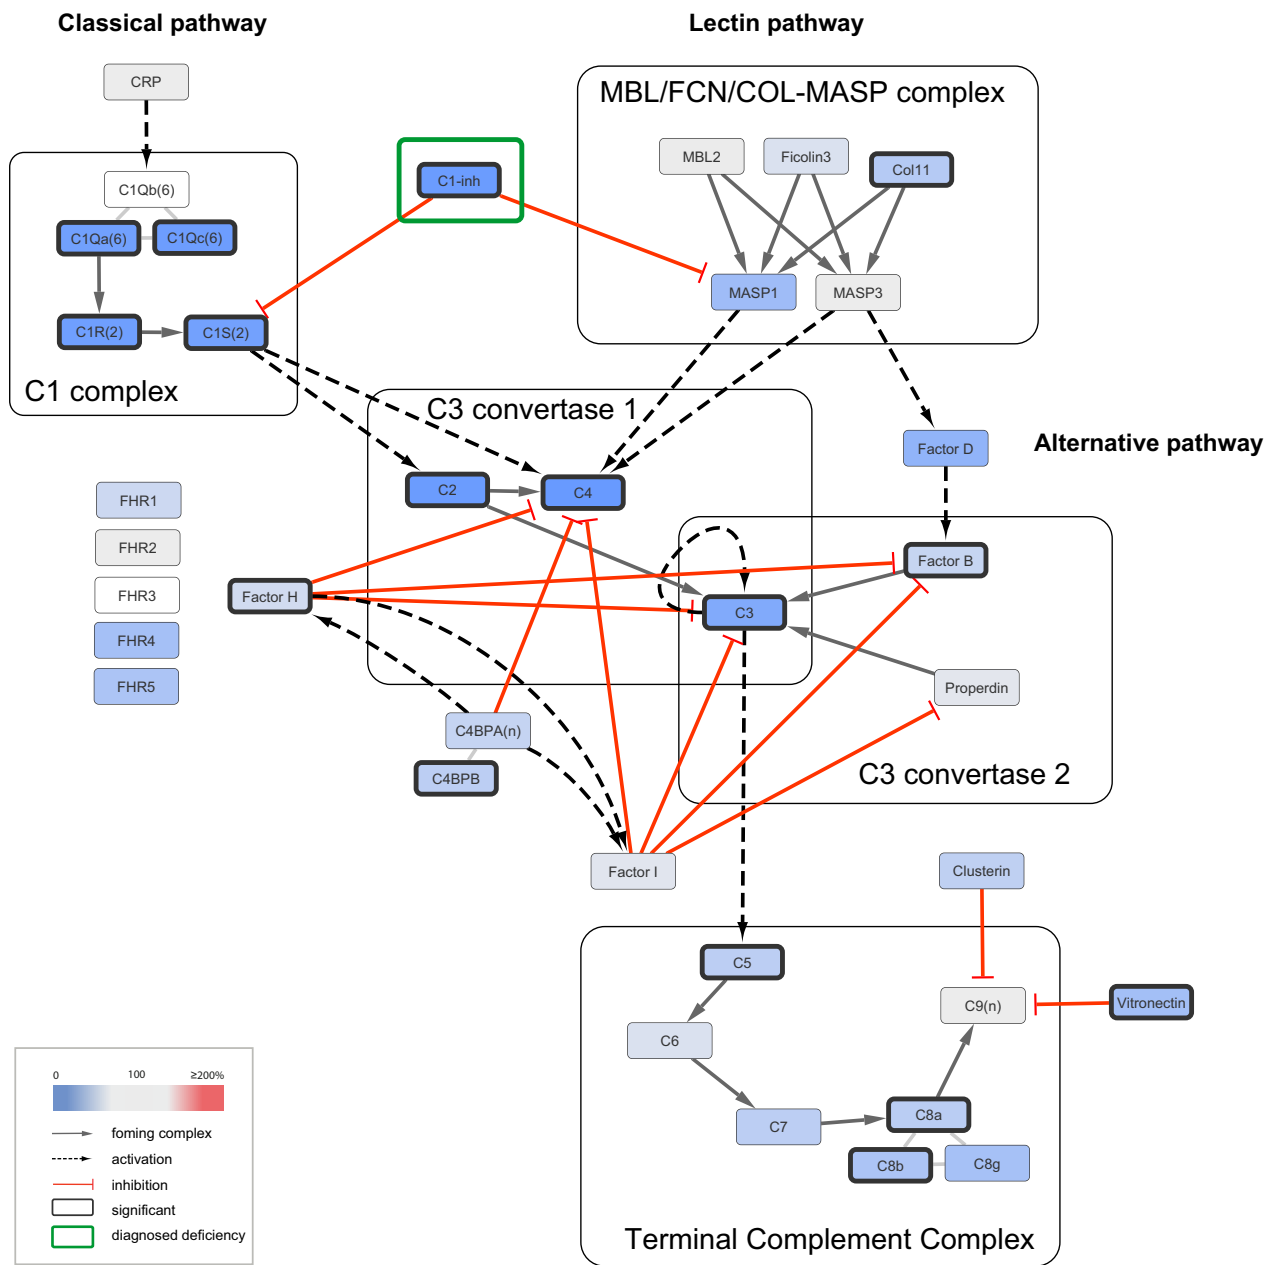 Classical pathway
Lectin pathway
CRP
MBL/FCN/COL-MASP complex
MBL2
Ficolin3
Col11
C1-inh
C1Qb(6)
C1Qa(6)
C1Qc(6)
MASP1
MASP3
C1R(2)
C1S(2)
C1 complex
C3 convertase 1
Factor D
Alternative pathway
C2
C4
FHR1
FHR2
FHR3
FHR4
FHR5
Factor H
Factor B
C3
Properdin
C4BPA(n)
C4BPB
C3 convertase 2
Factor I
Clusterin
C5
C9(n)
Vitronectin
C6
C7
C8a
C8b
C8g
Terminal Complement Complex
0 100 ≥200%
foming complex
activation
inhibition
significant
diagnosed deficiency